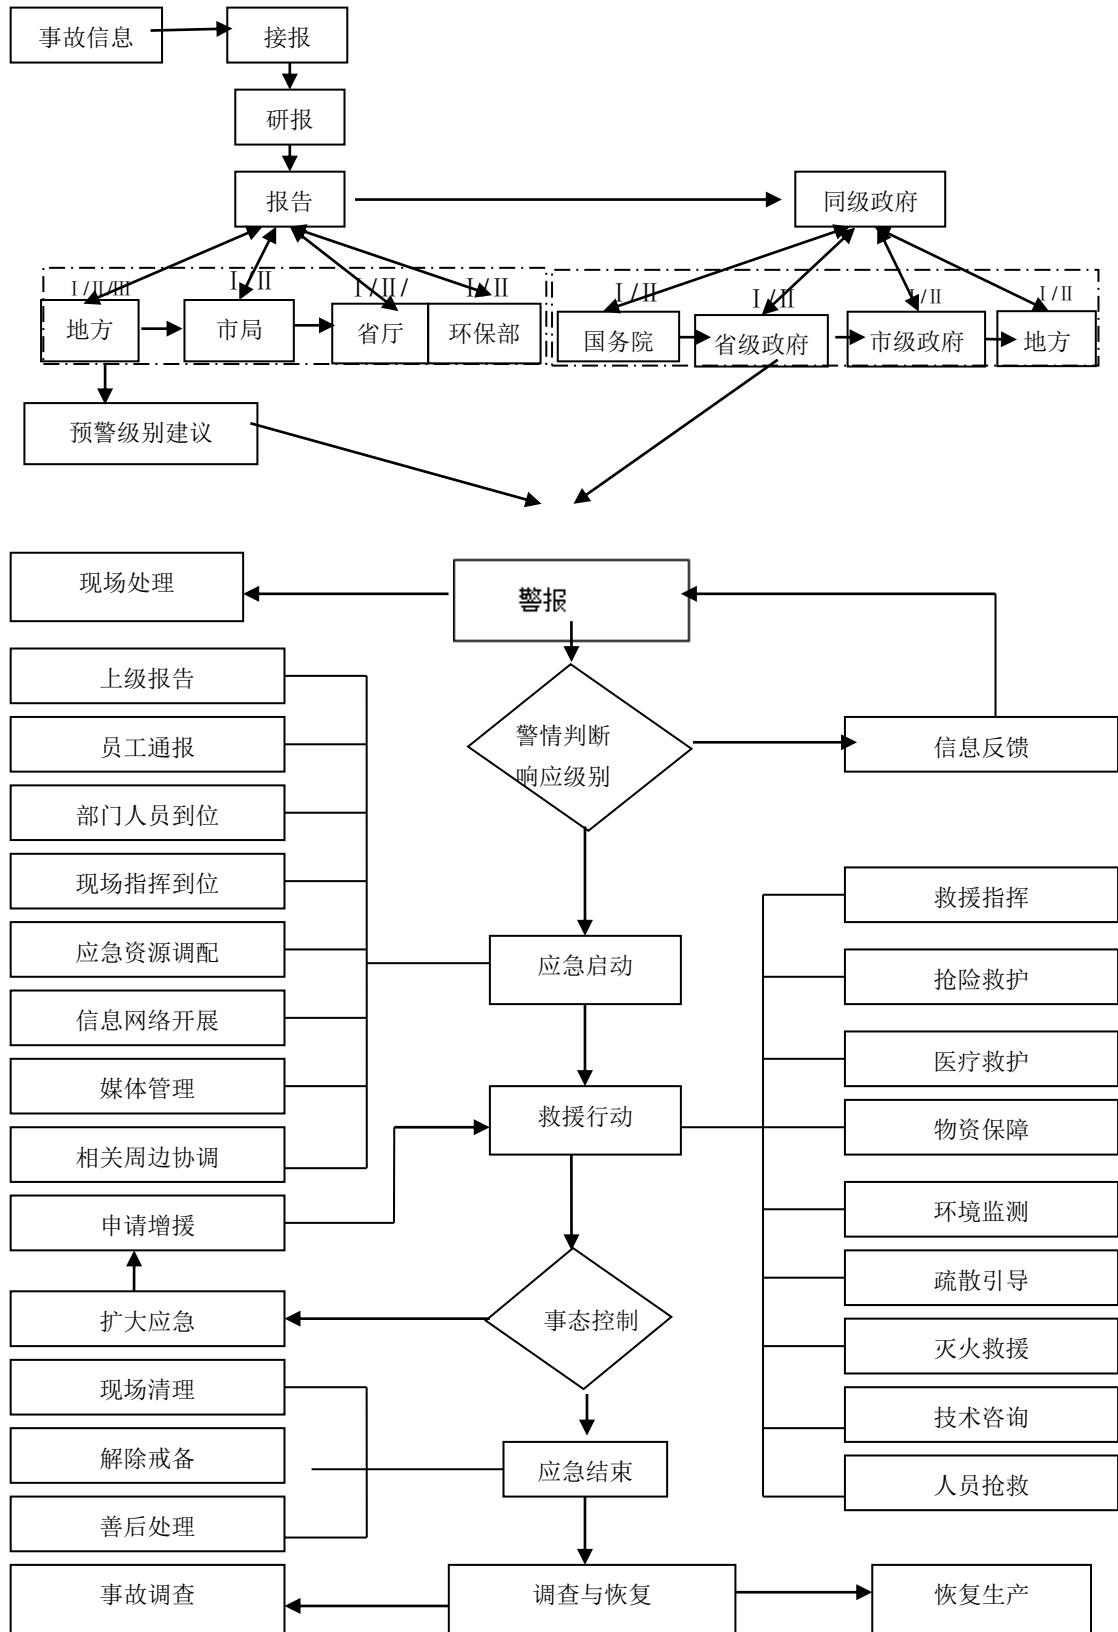 事故信息
接报
研报
报告
同级政府
Ⅰ/Ⅱ/Ⅲ
Ⅰ/Ⅱ
Ⅰ/Ⅱ/
Ⅰ/Ⅱ
Ⅰ/Ⅱ
Ⅰ/Ⅱ
Ⅰ/Ⅱ
Ⅰ/Ⅱ
地方
市局
省厅
环保部
国务院
省级政府
市级政府
地方
预警级别建议
现场处理
警报
上级报告
员工通报
警情判断
响应级别
信息反馈
部门人员到位
现场指挥到位
救援指挥
应急资源调配
应急启动
抢险救护
信息网络开展
医疗救护
媒体管理
救援行动
物资保障
相关周边协调
申请增援
环境监测
疏散引导
扩大应急
事态控制
灭火救援
现场清理
技术咨询
解除戒备
应急结束
人员抢救
善后处理
事故调查
调查与恢复
恢复生产